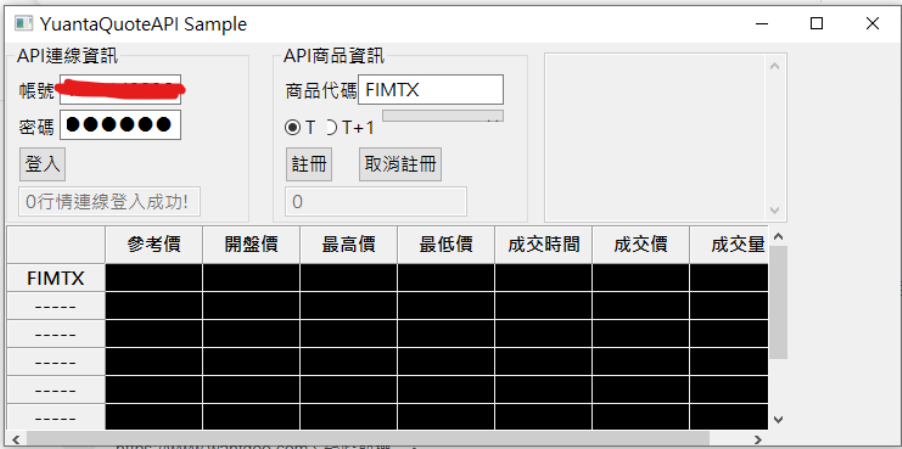 YuantaQuoteAPI Sample
API連線資訊
API商品資訊
帳號
商品代碼 FIMTX
密碼 ●●●●●●
T T+1
登入
註冊 取消註冊
0行情連線登入成功!
0
參考價 開盤價 最高價 最低價 成交時間 成交價 成交量
FIMTX
-----
-----
-----
-----
-----